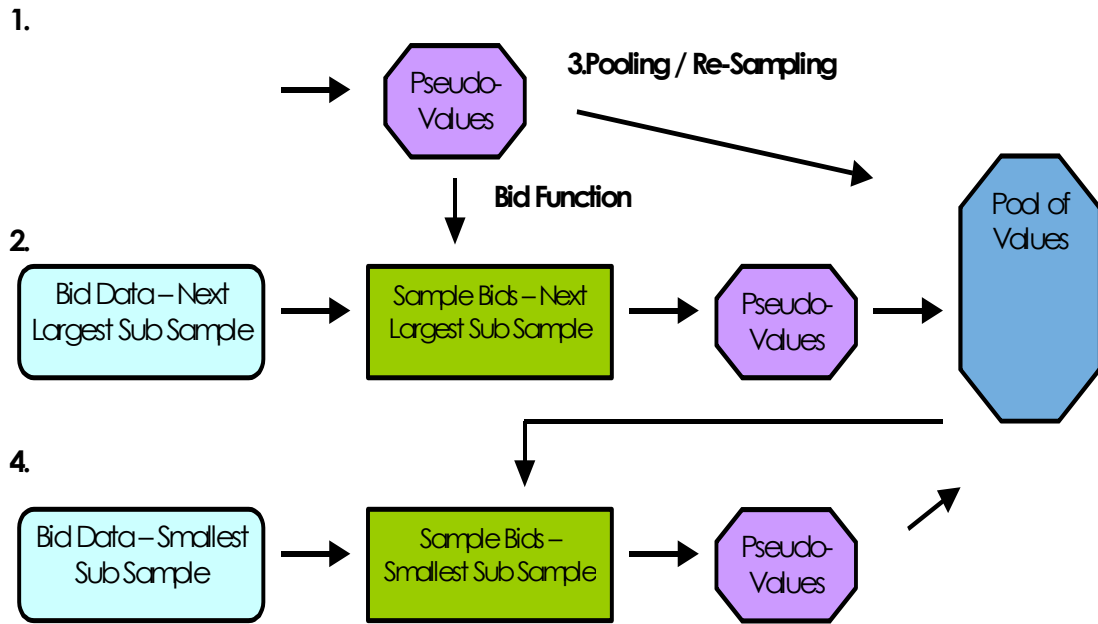 1.
Pseudo-
Values
3.Pooling / Re-Sampling
Bid Function
Pool of
Values
2.
Bid Data – Next
Largest Sub Sample
Sample Bids – Next
Largest Sub Sample
Pseudo-
Values
4.
Bid Data – Smallest
Sub Sample
Sample Bids –
Smallest Sub Sample
Pseudo-
Values